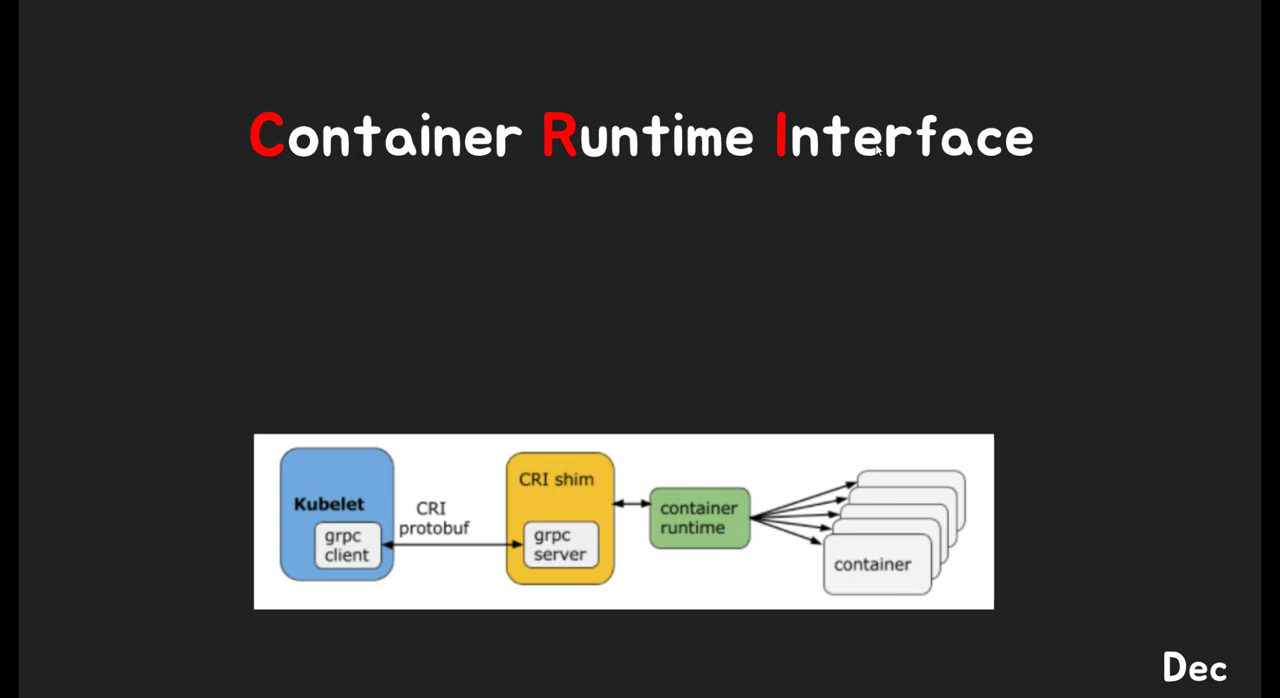 Container Runtime Interface
Kubelet
grpc
client
CRI
protobuf
CRI shim
grpc
server
container
runtime
container
Dec